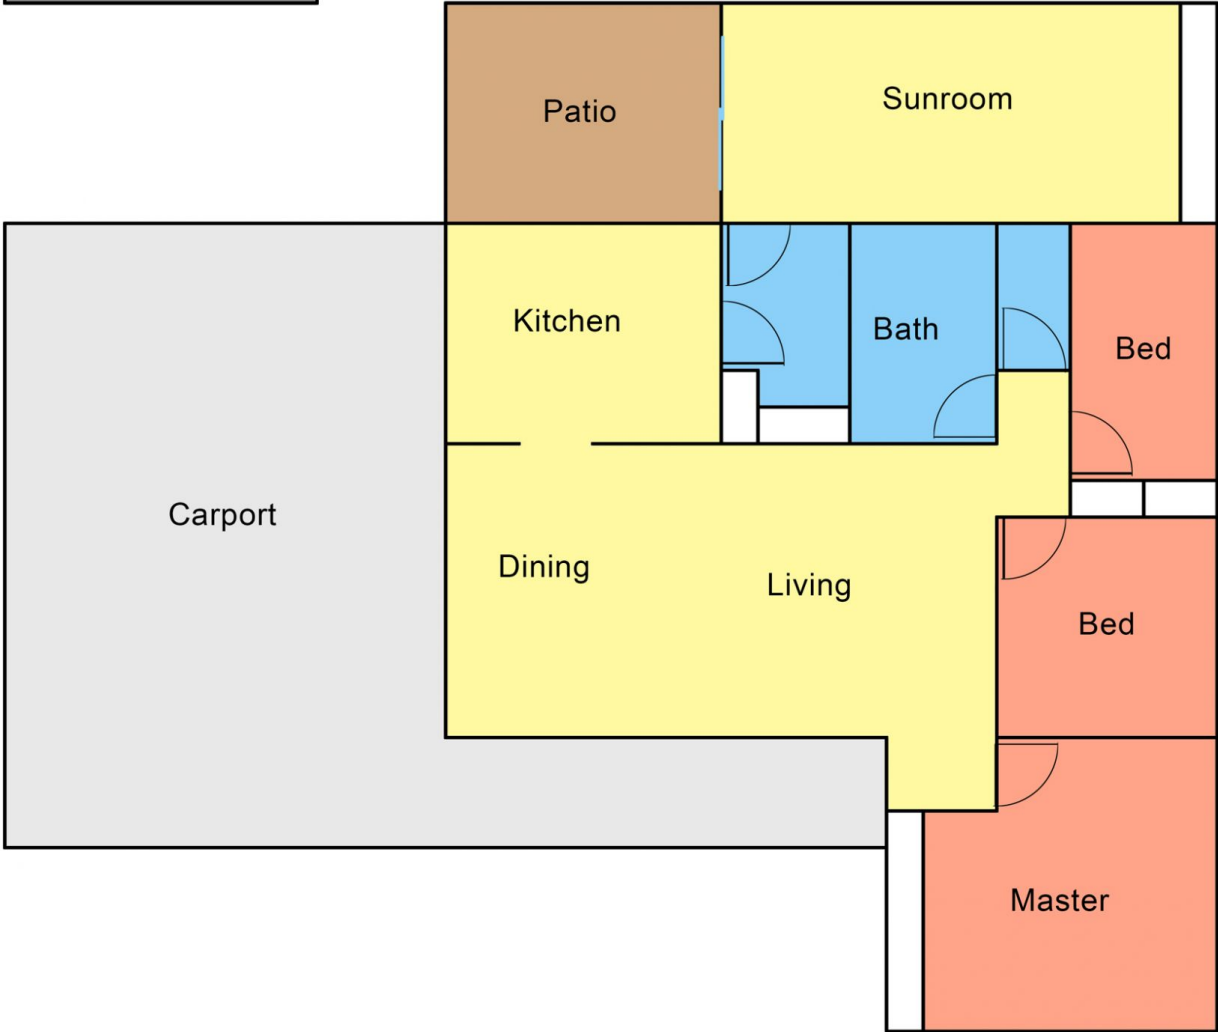 Patio
Sunroom
Kitchen
Bath
Bed
Carport
Dining
Living
Bed
Master